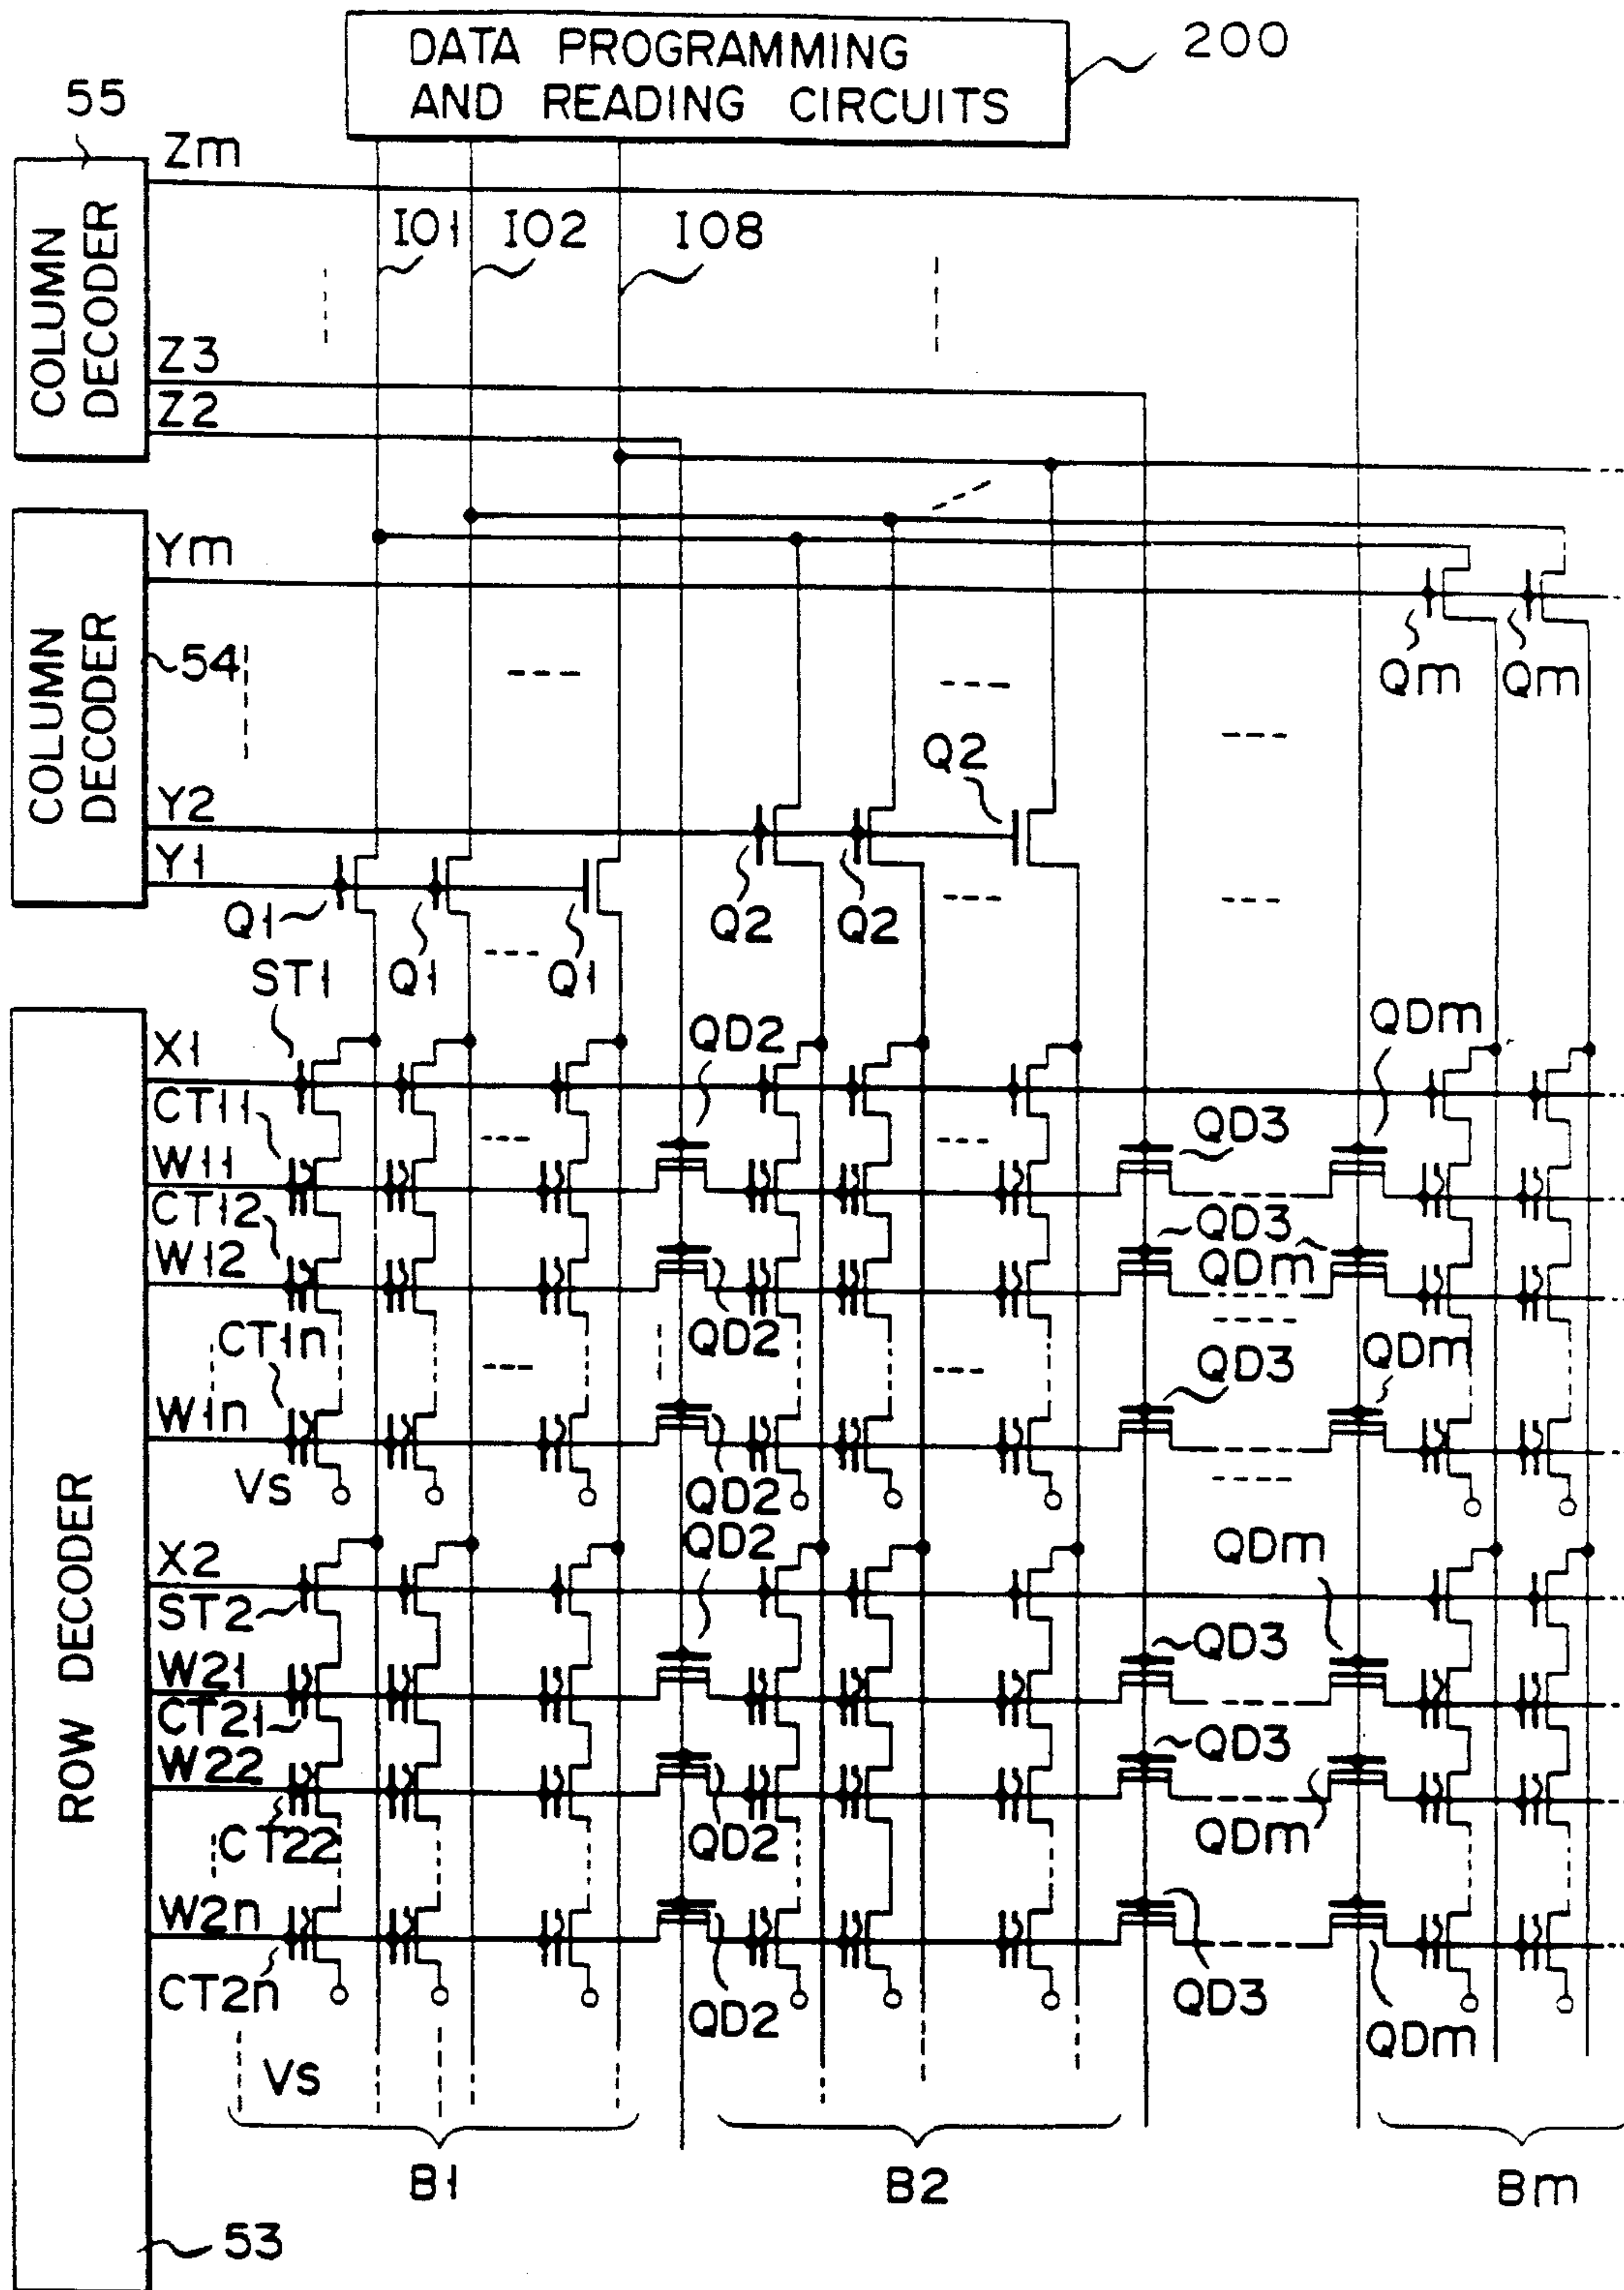 DATA PROGRAMMING
AND READING CIRCUITS
200
55
COLUMN
DECODER
Zm
IO1
IO2
IO8
Z3
Z2
COLUMN
DECODER
54
Ym
Qm
Qm
Y2
Q2
Y1
Q1
Q1
Q1
Q2
Q2
ST1
X1
QD2
QDm
CT11
W11
QD3
CT12
W12
QD3
QDm
CT1n
QD2
QD3
QDm
W1n
Vs
QD2
ROW DECODER
X2
QD2
QDm
ST2
W21
QD3
CT21
W22
QD3
CT22
QD2
QDm
W2n
CT2n
QD2
QD3
QDm
Vs
B1
B2
Bm
53